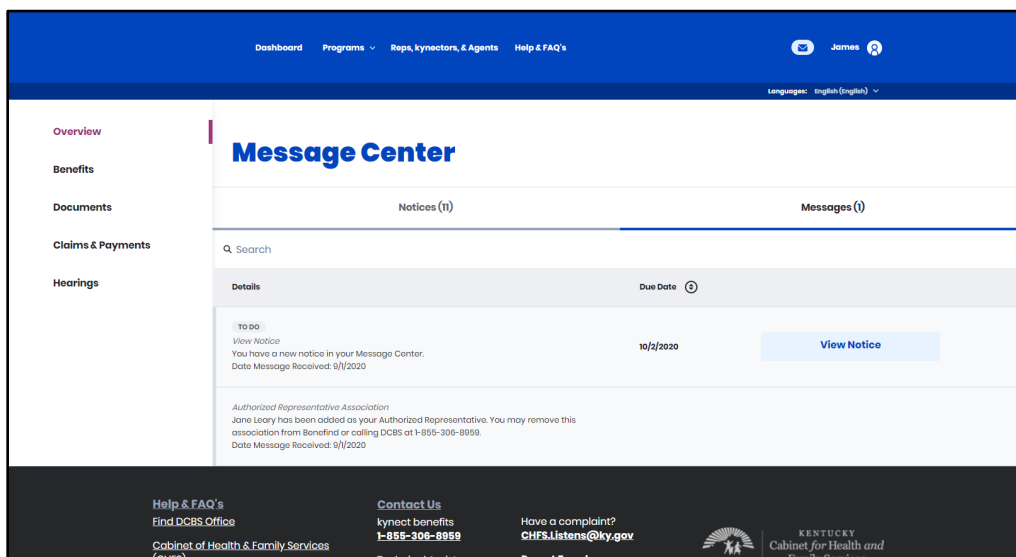 Dashboard Programs Reps, kynectors, & Agents Help & FAQ's James
Languages: English (English)
Overview
Benefits
Documents
Claims & Payments
Hearings
Message Center
Notices (11) Messages (1)
Search
Details Due Date
TO DO
View Notice
You have a new notice in your Message Center.
Date Message Received: 9/1/2020
10/2/2020
View Notice
Authorized Representative Association
Jane Leary has been added as your Authorized Representative. You may remove this
association from Benefind or calling DCBS at 1-855-306-8959.
Date Message Received: 9/1/2020
Help & FAQ's
Find DCBS Office
Cabinet of Health & Family Services
(CHFS)
Contact Us
kynect benefits
1-855-306-8959
Have a complaint?
CHFS.Listens@ky.gov
KENTUCKY
Cabinet for Health and
Family Services